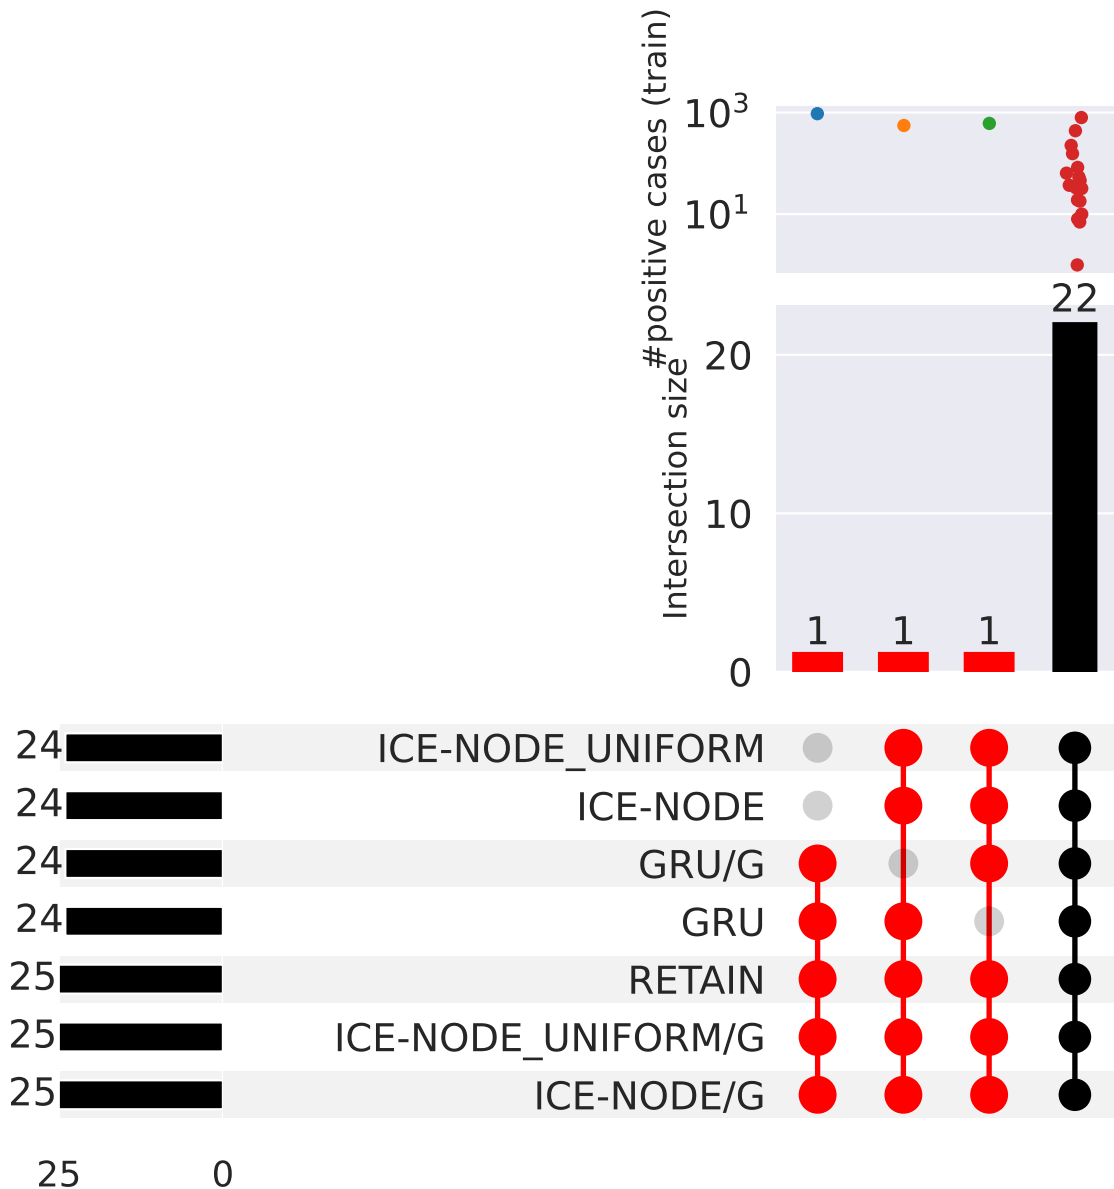 #positive cases (train)
10³
10¹
Intersection size
22
20
10
0
1 1 1
24 ICE-NODE_UNIFORM
24 ICE-NODE
24 GRU/G
24 GRU
25 RETAIN
25 ICE-NODE_UNIFORM/G
25 ICE-NODE/G
25 0